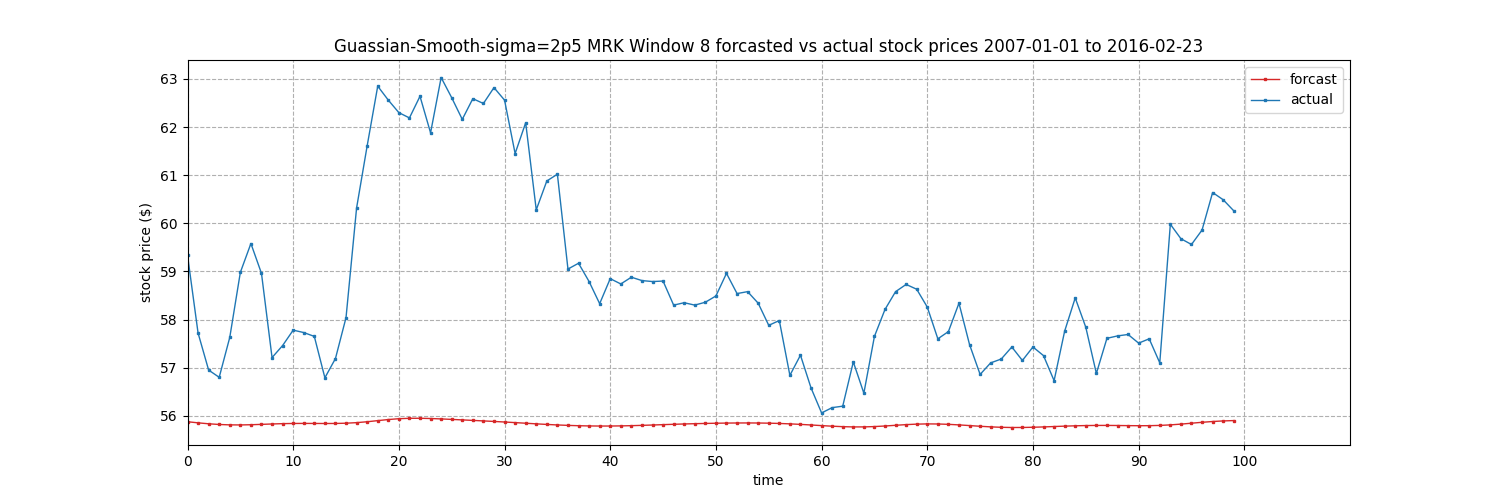 Guassian-Smooth-sigma=2p5 MRK Window 8 forcasted vs actual stock prices 2007-01-01 to 2016-02-23
forcast
actual
63
62
61
60
59
58
57
56
stock price ($)
0 10 20 30 40 50 60 70 80 90 100
time